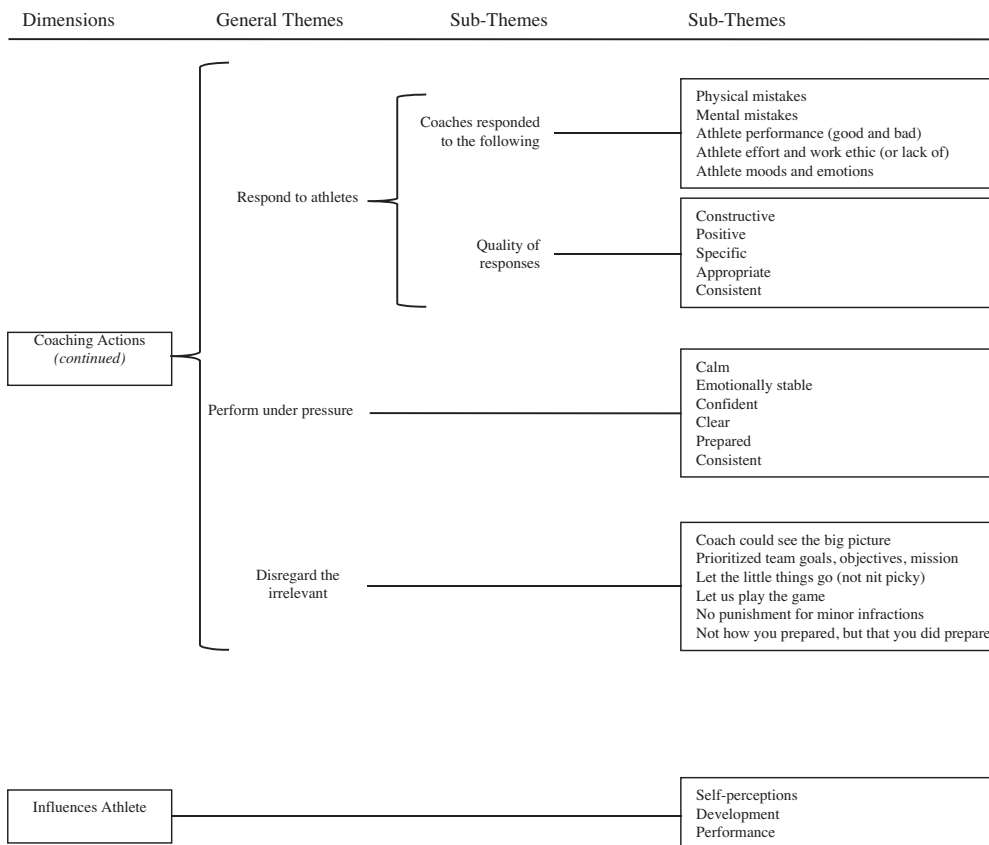 Dimensions General Themes Sub-Themes Sub-Themes
Coaches responded
to the following
Physical mistakes
Mental mistakes
Athlete performance (good and bad)
Athlete effort and work ethic (or lack of)
Athlete moods and emotions
Respond to athletes
Quality of
responses
Constructive
Positive
Specific
Appropriate
Consistent
Coaching Actions
(continued)
Perform under pressure
Calm
Emotionally stable
Confident
Clear
Prepared
Consistent
Disregard the
irrelevant
Coach could see the big picture
Prioritized team goals, objectives, mission
Let the little things go (not nit picky)
Let us play the game
No punishment for minor infractions
Not how you prepared, but that you did prepare
Influences Athlete
Self-perceptions
Development
Performance